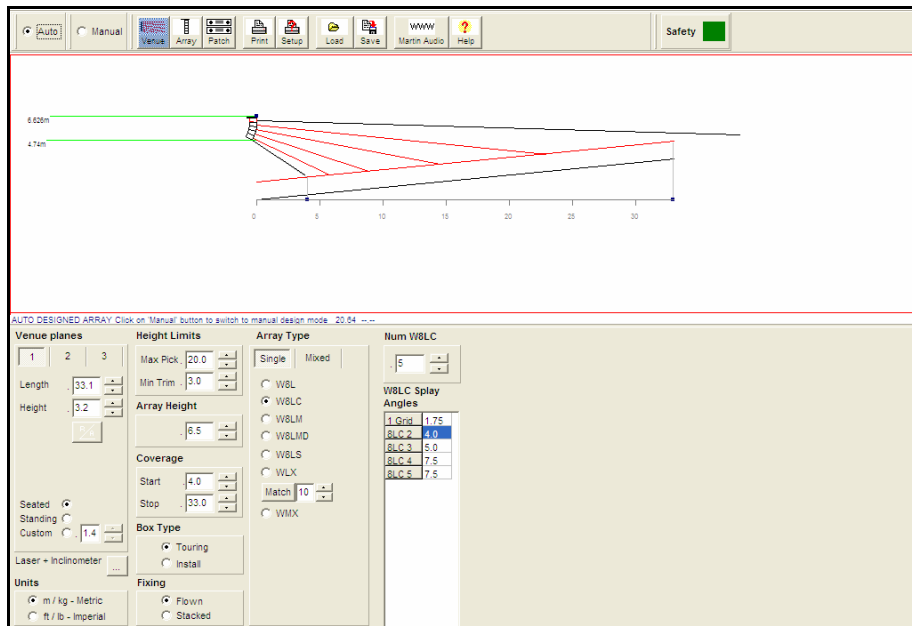 Auto Manual Venue Array Patch Print Setup Load Save www Martin Audio ? Help Safety
6.626m
4.74m
0 5 10 15 20 25 30
AUTO DESIGNED ARRAY Click on 'Manual' button to switch to manual design mode 20.64 --.--
Venue planes
1 2 3
Length . 33.1
Height . 3.2
Seated
Standing
Custom . 1.4
Laser + Inclinometer ...
Units
m / kg - Metric
ft / lb - Imperial
Height Limits
Max Pick . 20.0
Min Trim . 3.0
Array Height
. 6.5
Coverage
Start . 4.0
Stop . 33.0
Box Type
Touring
Install
Fixing
Flown
Stacked
Array Type
Single Mixed
W8L
W8LC
W8LM
W8LMD
W8LS
WLX
Match 10
WMX
Num W8LC
. 5
W8LC Splay
Angles
1 Grid 1.75
8LC 2 4.0
8LC 3 5.0
8LC 4 7.5
8LC 5 7.5